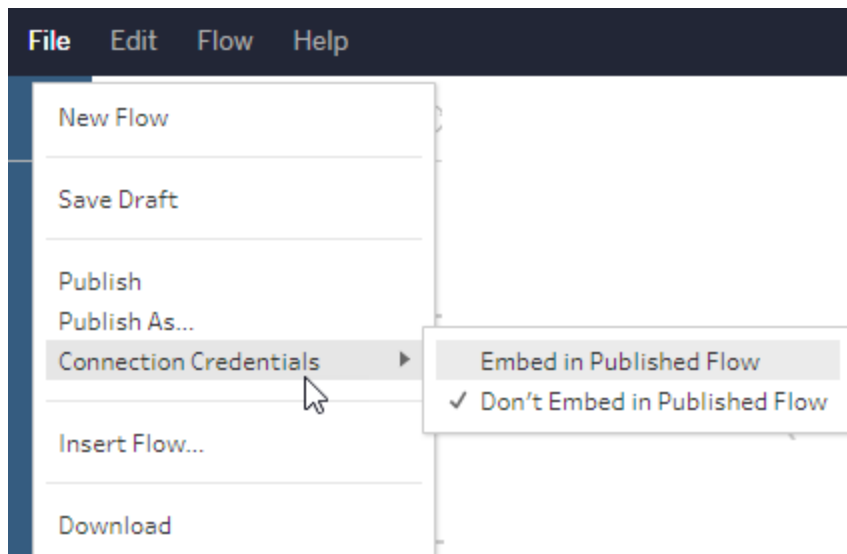 File Edit Flow Help
New Flow
Save Draft
Publish
Publish As...
Connection Credentials
Embed in Published Flow
✓ Don't Embed in Published Flow
Insert Flow...
Download